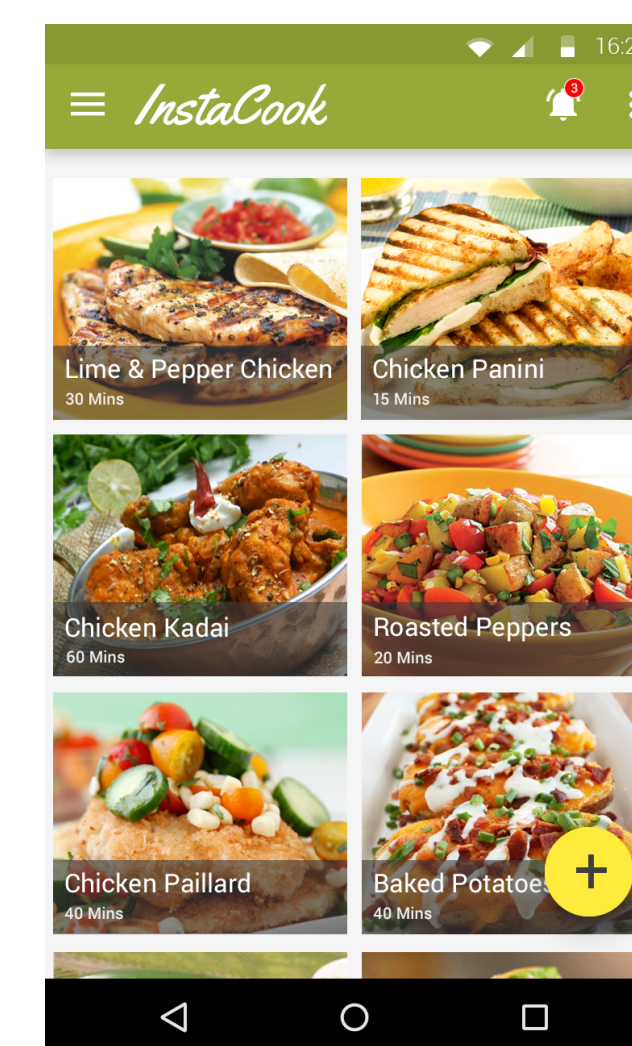 16:2
InstaCook
3
Lime & Pepper Chicken
30 Mins
Chicken Panini
15 Mins
Chicken Kadai
60 Mins
Roasted Peppers
20 Mins
Chicken Paillard
40 Mins
Baked Potatoes
40 Mins